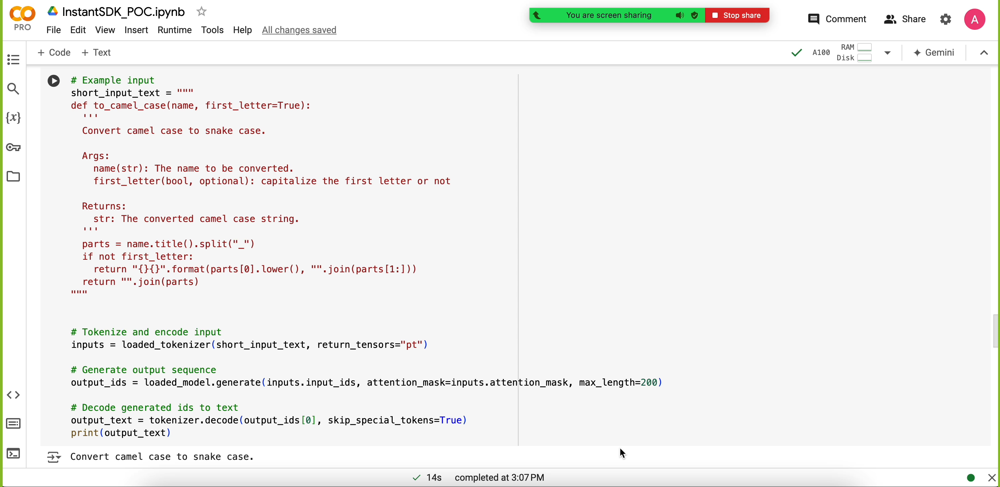 PRO
InstantSDK_POC.ipynb
You are screen sharing
Stop share
Comment
Share
A
File Edit View Insert Runtime Tools Help All changes saved
+ Code + Text
A100
RAM
Disk
Gemini
{x}
# Example input
short_input_text = """
def to_camel_case(name, first_letter=True):
  '''
  Convert camel case to snake case.
  Args:
    name(str): The name to be converted.
    first_letter(bool, optional): capitalize the first letter or not
  Returns:
    str: The converted camel case string.
  '''
  parts = name.title().split("_")
  if not first_letter:
    return "{}{}".format(parts[0].lower(), "".join(parts[1:]))
  return "".join(parts)
"""
# Tokenize and encode input
inputs = loaded_tokenizer(short_input_text, return_tensors="pt")
# Generate output sequence
output_ids = loaded_model.generate(inputs.input_ids, attention_mask=inputs.attention_mask, max_length=200)
# Decode generated ids to text
output_text = tokenizer.decode(output_ids[0], skip_special_tokens=True)
print(output_text)
Convert camel case to snake case.
14s completed at 3:07 PM